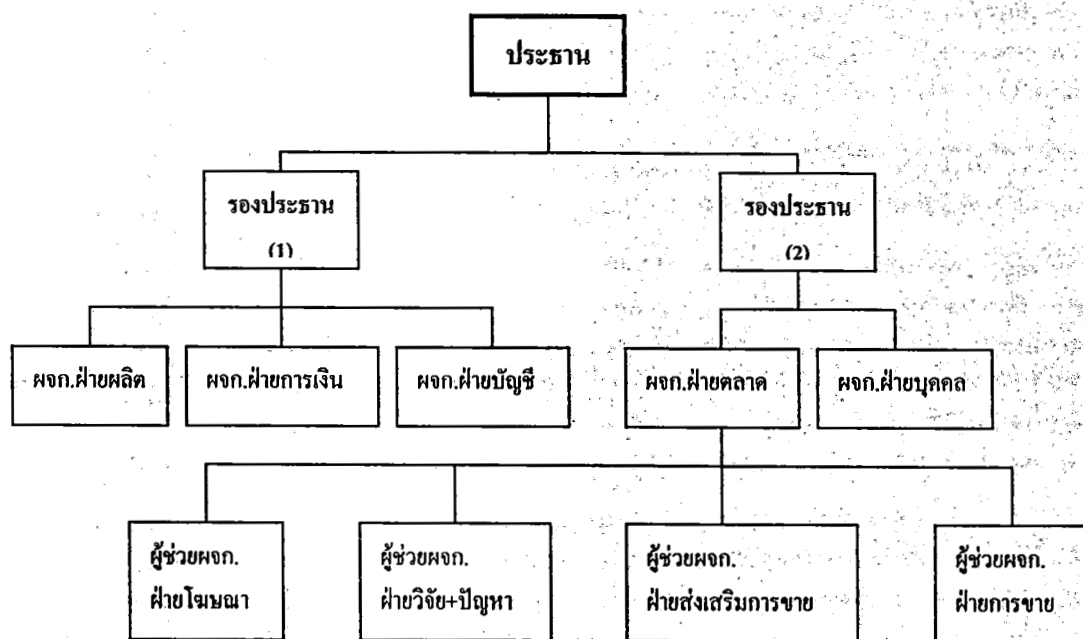 ประธาน
รองประธาน
(1)
รองประธาน
(2)
ผจก.ฝ่ายผลิต
ผจก.ฝ่ายการเงิน
ผจก.ฝ่ายบัญชี
ผจก.ฝ่ายตลาด
ผจก.ฝ่ายบุคคล
ผู้ช่วยผจก.
ฝ่ายโฆษณา
ผู้ช่วยผจก.
ฝ่ายวิจัย+ปัญหา
ผู้ช่วยผจก.
ฝ่ายส่งเสริมการขาย
ผู้ช่วยผจก.
ฝ่ายการขาย